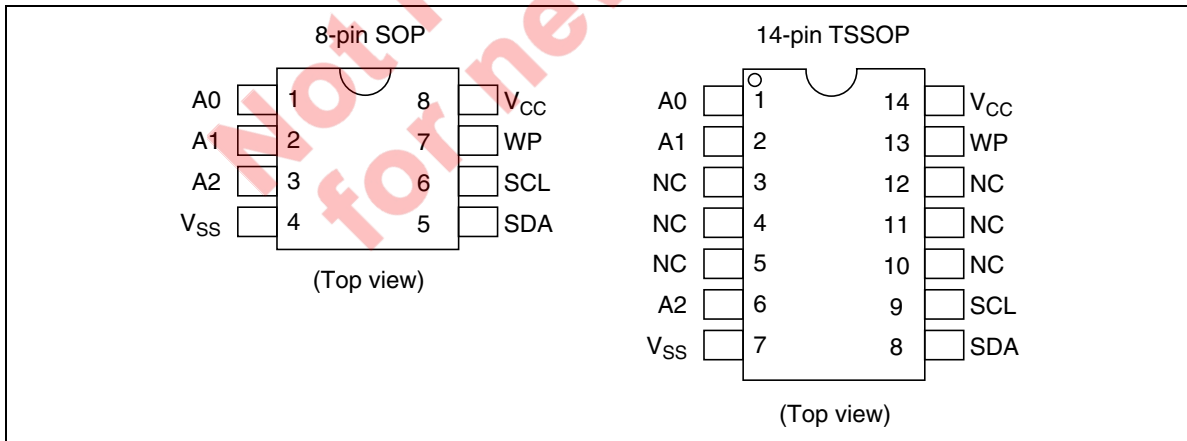 8-pin SOP
A0 1 8 VCC
A1 2 7 WP
A2 3 6 SCL
VSS 4 5 SDA
(Top view)
14-pin TSSOP
A0 1 14 VCC
A1 2 13 WP
NC 3 12 NC
NC 4 11 NC
NC 5 10 NC
A2 6 9 SCL
VSS 7 8 SDA
(Top view)
Not
for new